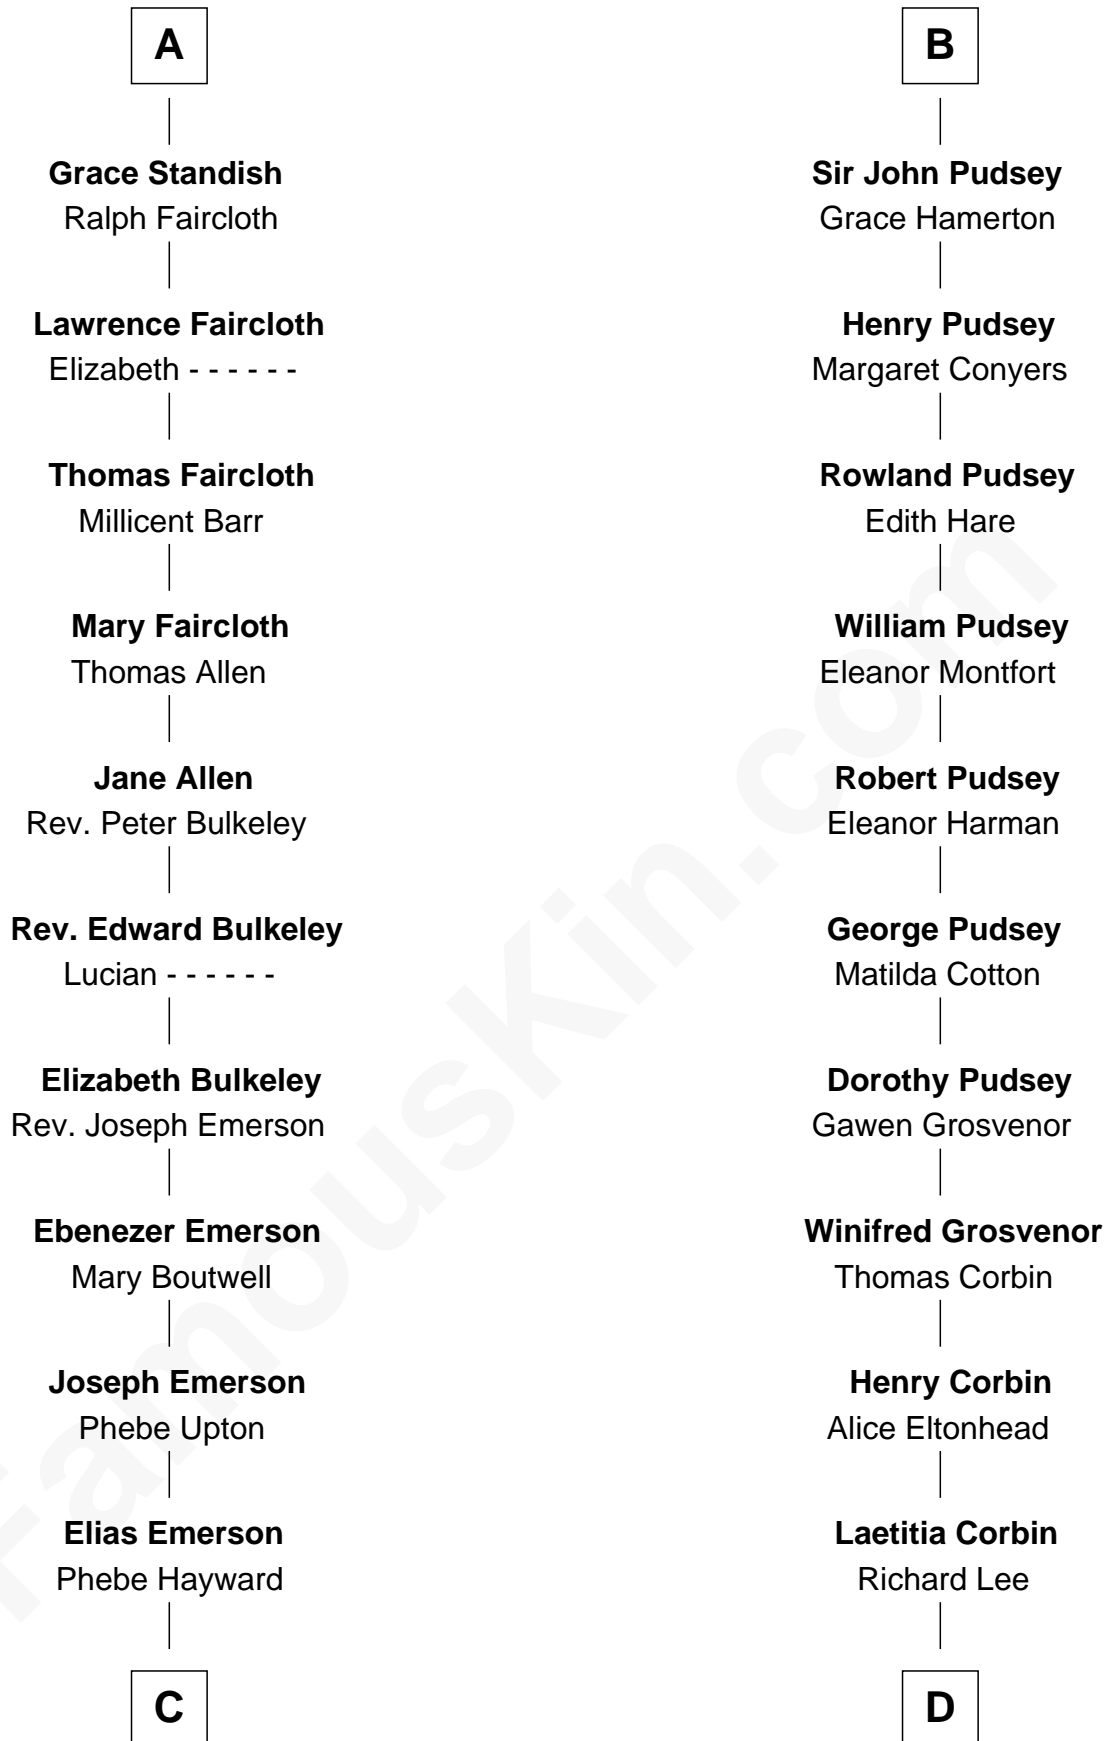 A
Grace Standish
Ralph Faircloth
Lawrence Faircloth
Elizabeth - - - - - -
Thomas Faircloth
Millicent Barr
Mary Faircloth
Thomas Allen
Jane Allen
Rev. Peter Bulkeley
Rev. Edward Bulkeley
Lucian - - - - - -
Elizabeth Bulkeley
Rev. Joseph Emerson
Ebenezer Emerson
Mary Boutwell
Joseph Emerson
Phebe Upton
Elias Emerson
Phebe Hayward
C
B
Sir John Pudsey
Grace Hamerton
Henry Pudsey
Margaret Conyers
Rowland Pudsey
Edith Hare
William Pudsey
Eleanor Montfort
Robert Pudsey
Eleanor Harman
George Pudsey
Matilda Cotton
Dorothy Pudsey
Gawen Grosvenor
Winifred Grosvenor
Thomas Corbin
Henry Corbin
Alice Eltonhead
Laetitia Corbin
Richard Lee
D
FamousKin.com